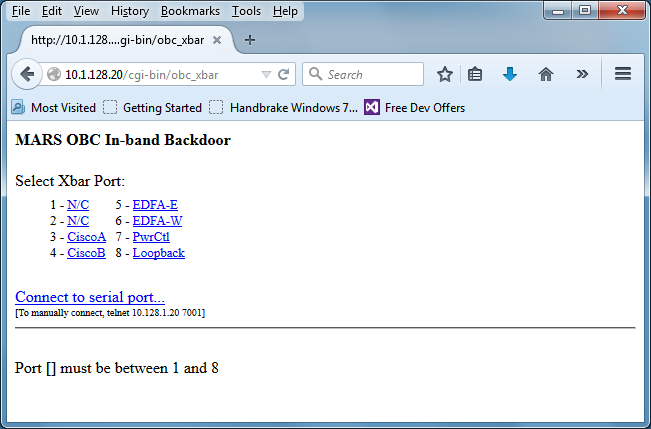 File Edit View History Bookmarks Tools Help
http://10.1.128....gi-bin/obc_xbar
10.1.128.20/cgi-bin/obc_xbar Search
Most Visited Getting Started Handbrake Windows 7... Free Dev Offers
MARS OBC In-band Backdoor
Select Xbar Port:
1 - N/C 5 - EDFA-E
2 - N/C 6 - EDFA-W
3 - CiscoA 7 - PwrCtl
4 - CiscoB 8 - Loopback
Connect to serial port...
[To manually connect, telnet 10.128.1.20 7001]
Port [] must be between 1 and 8